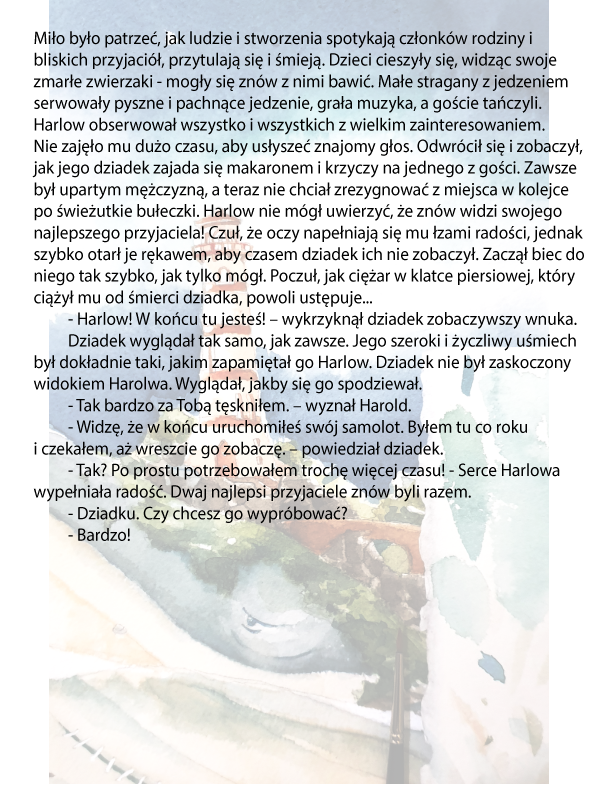 Miło było patrzeć, jak ludzie i stworzenia spotykają członków rodziny i
bliskich przyjaciół, przytulają się i śmieją. Dzieci cieszyły się, widząc swoje
zmarłe zwierzaki - mogły się znów z nimi bawić. Małe stragany z jedzeniem
serwowały pyszne i pachnące jedzenie, grała muzyka, a goście tańczyli.
Harlow obserwował wszystko i wszystkich z wielkim zainteresowaniem.
Nie zajęło mu dużo czasu, aby usłyszeć znajomy głos. Odwrócił się i zobaczył,
jak jego dziadek zajada się makaronem i krzyczy na jednego z gości. Zawsze
był upartym mężczyzną, a teraz nie chciał zrezygnować z miejsca w kolejce
po świeżutkie bułeczki. Harlow nie mógł uwierzyć, że znów widzi swojego
najlepszego przyjaciela! Czuł, że oczy napełniają się mu łzami radości, jednak
szybko otarł je rękawem, aby czasem dziadek ich nie zobaczył. Zaczął biec do
niego tak szybko, jak tylko mógł. Poczuł, jak ciężar w klatce piersiowej, który
ciążył mu od śmierci dziadka, powoli ustępuje...
- Harlow! W końcu tu jesteś! – wykrzyknął dziadek zobaczywszy wnuka.
Dziadek wyglądał tak samo, jak zawsze. Jego szeroki i życzliwy uśmiech
był dokładnie taki, jakim zapamiętał go Harlow. Dziadek nie był zaskoczony
widokiem Harolwa. Wyglądał, jakby się go spodziewał.
- Tak bardzo za Tobą tęskniłem. – wyznał Harold.
- Widzę, że w końcu uruchomiłeś swój samolot. Byłem tu co roku
i czekałem, aż wreszcie go zobaczę. – powiedział dziadek.
- Tak? Po prostu potrzebowałem trochę więcej czasu! - Serce Harlowa
wypełniała radość. Dwaj najlepsi przyjaciele znów byli razem.
- Dziadku. Czy chcesz go wypróbować?
- Bardzo!